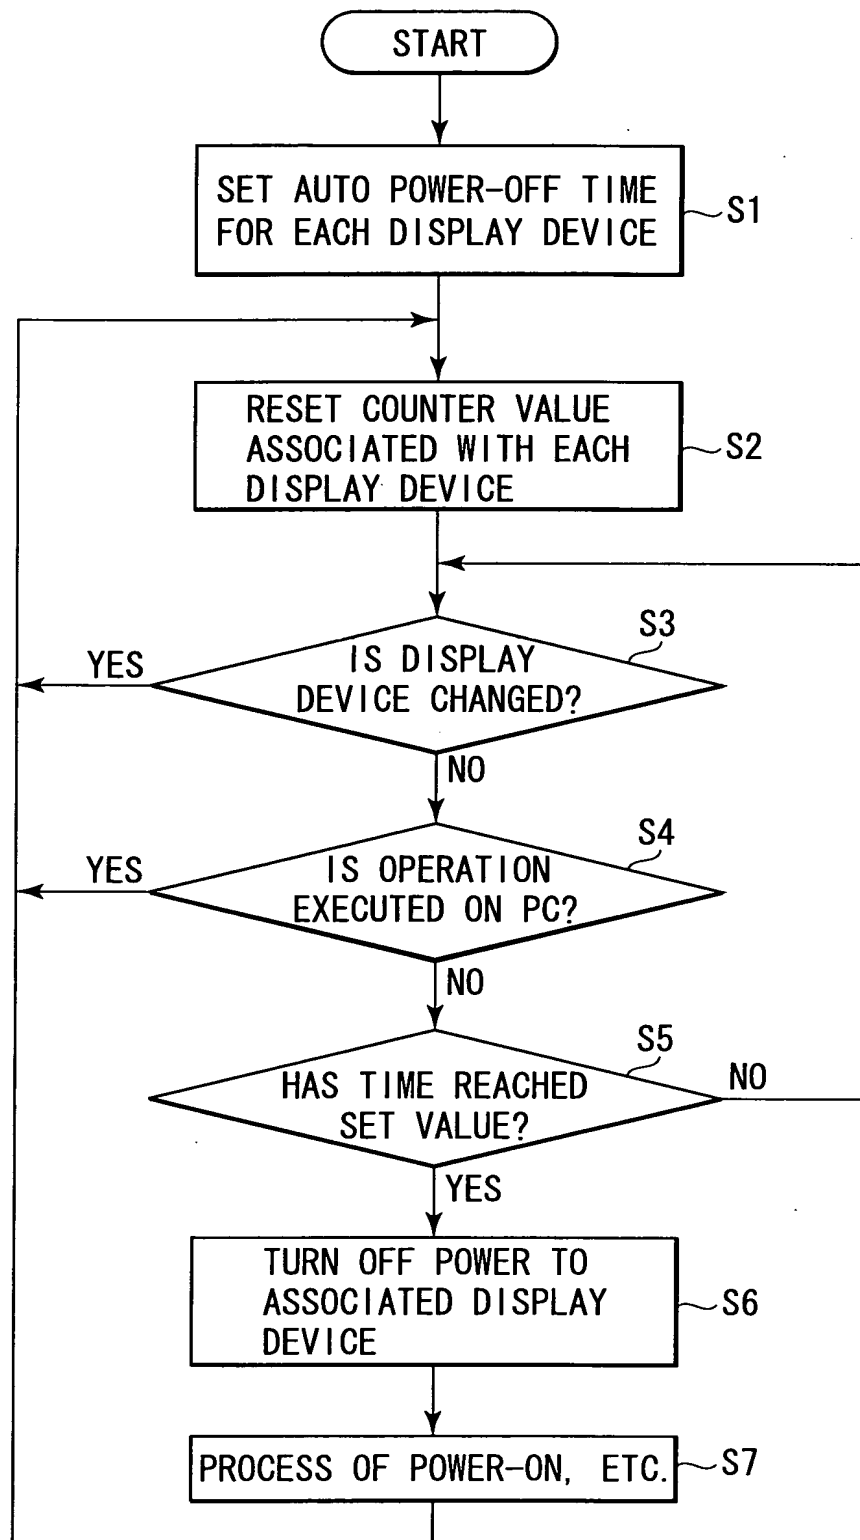 START
SET AUTO POWER-OFF TIME
FOR EACH DISPLAY DEVICE
S1
RESET COUNTER VALUE
ASSOCIATED WITH EACH
DISPLAY DEVICE
S2
S3
IS DISPLAY
DEVICE CHANGED?
YES
NO
S4
IS OPERATION
EXECUTED ON PC?
YES
NO
S5
HAS TIME REACHED
SET VALUE?
NO
YES
TURN OFF POWER TO
ASSOCIATED DISPLAY
DEVICE
S6
PROCESS OF POWER-ON, ETC.
S7